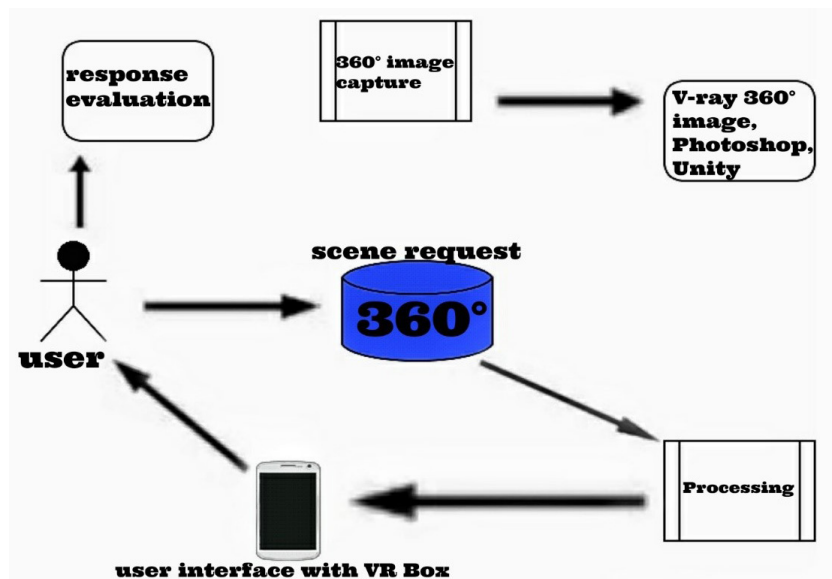 response
evaluation
360° image
capture
V-ray 360°
image,
Photoshop,
Unity
scene request
360°
user
Processing
user interface with VR Box